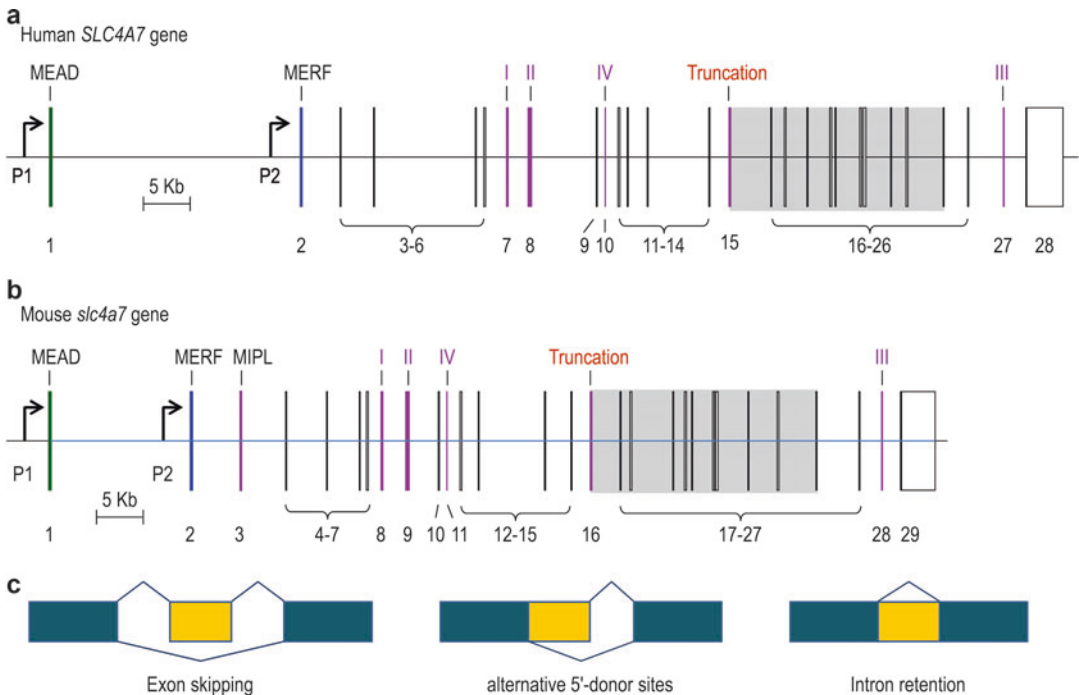 a
Human SLC4A7 gene
MEAD MERF I II IV Truncation III
P1 P2
5 Kb
1 2 3-6 7 8 9 10 11-14 15 16-26 27 28
b
Mouse slc4a7 gene
MEAD MERF MIPL I II IV Truncation III
P1 P2
5 Kb
1 2 3 4-7 8 9 10 11 12-15 16 17-27 28 29
c
Exon skipping alternative 5'-donor sites Intron retention